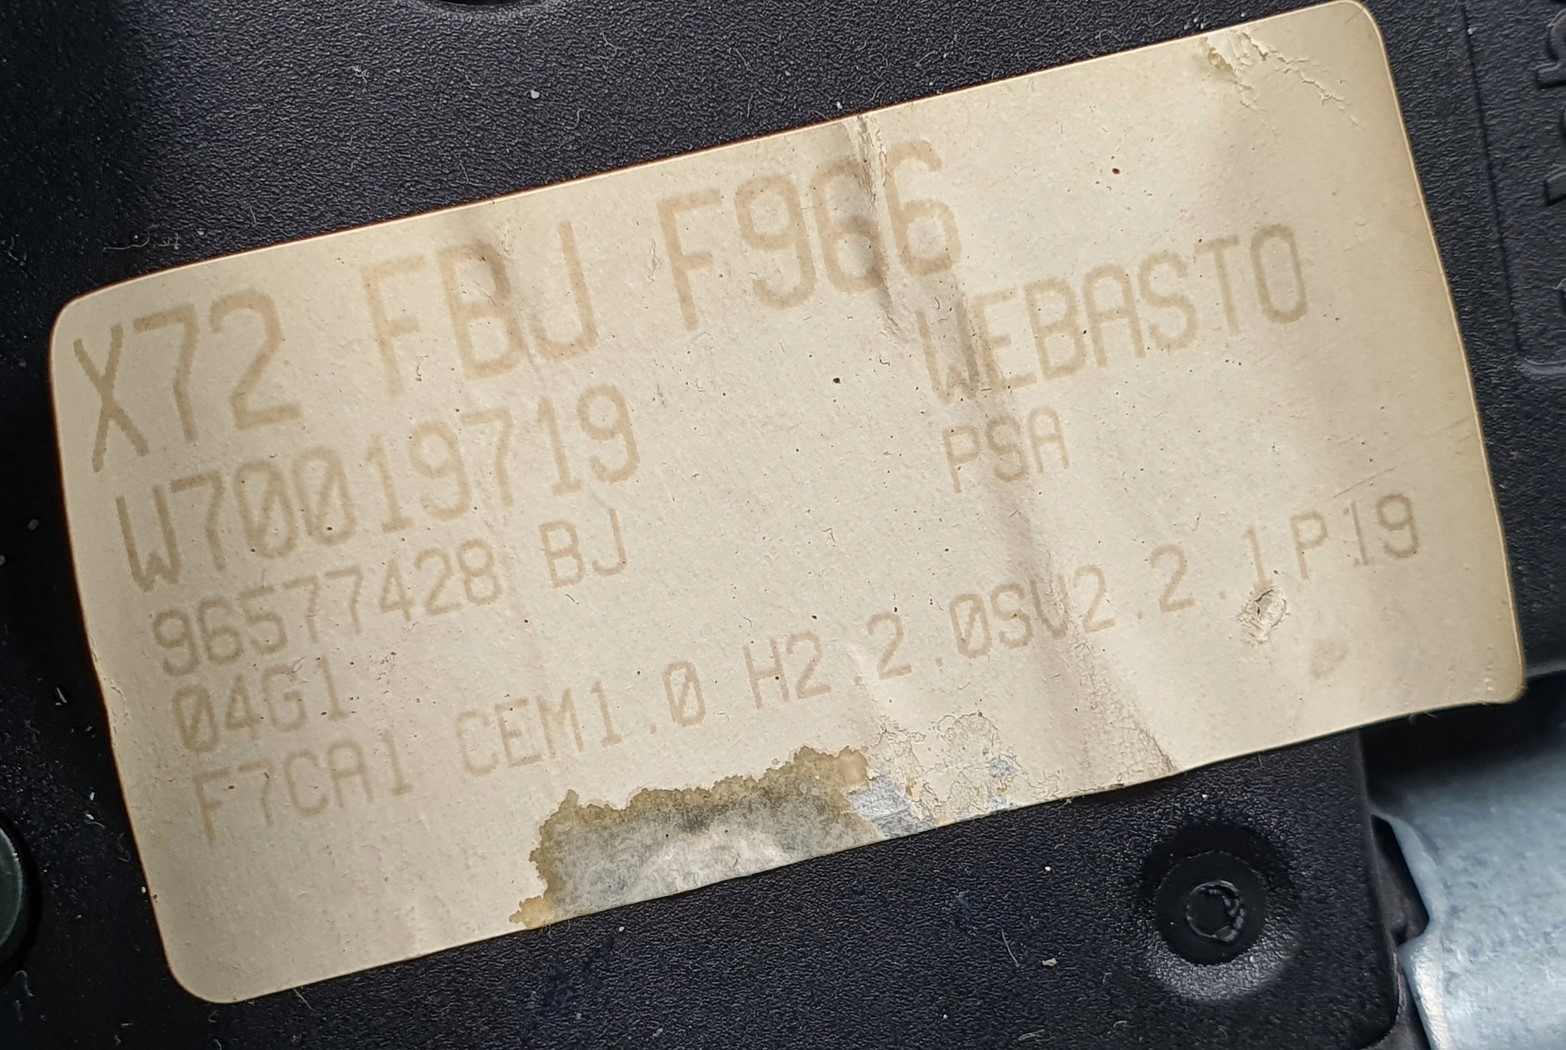 X72 FBJ F966
WEBASTO
W70019719
PSA
96577428 BJ
04G1
F7CA1 CEM1.0 H2.2.0SV2.2.1P19